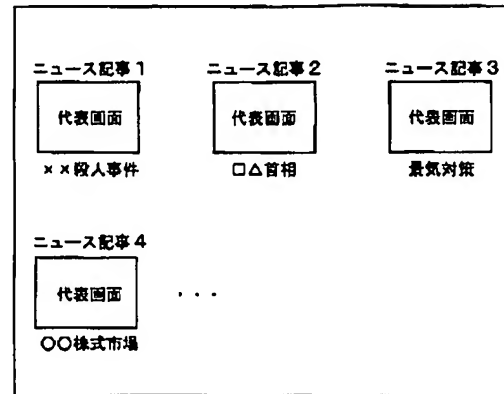 ニュース記事1 ニュース記事2 ニュース記事3
代表画面 代表画面 代表画面
××殺人事件 □△首相 景気対策
ニュース記事4
代表画面 ・・・
〇〇株式市場